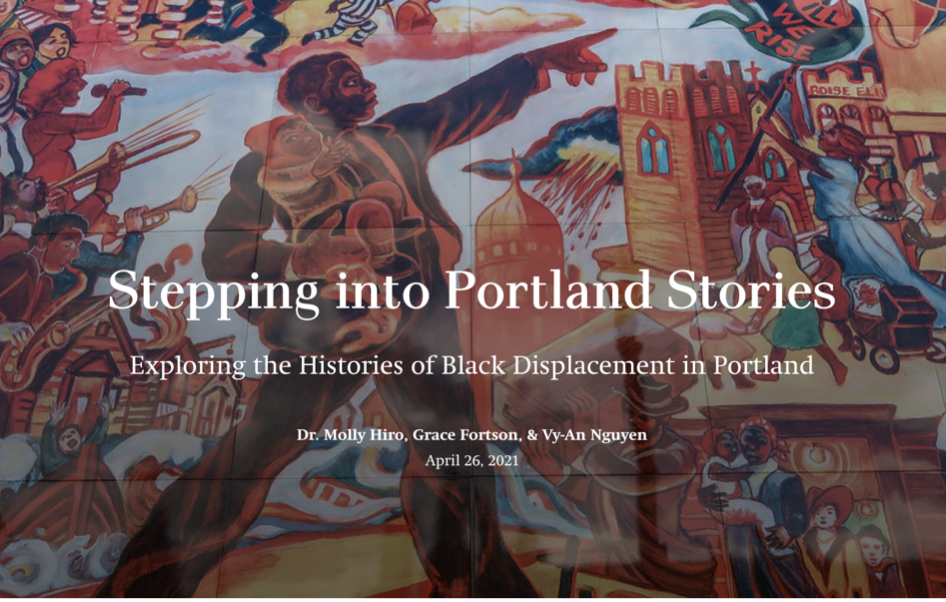 WE
RISE
BOISE ELI
Stepping into Portland Stories
Exploring the Histories of Black Displacement in Portland
Dr. Molly Hiro, Grace Fortson, & Vy-An Nguyen
April 26, 2021